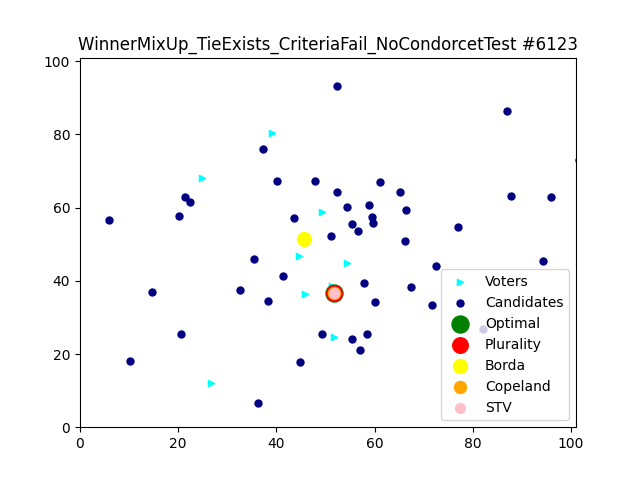 WinnerMixUp_TieExists_CriteriaFail_NoCondorcetTest #6123
100
80
60
40
20
0
0 20 40 60 80 100
Voters
Candidates
Optimal
Plurality
Borda
Copeland
STV